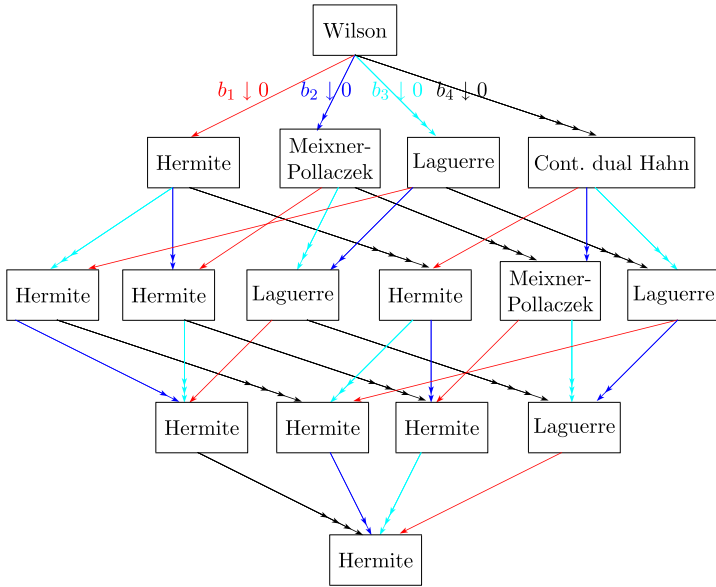 Wilson
b₁ ↓ 0 b₂ ↓ 0 b₃ ↓ 0 b₄ ↓ 0
Hermite
Meixner-
Pollaczek
Laguerre
Cont. dual Hahn
Hermite
Hermite
Laguerre
Hermite
Meixner-
Pollaczek
Laguerre
Hermite
Hermite
Hermite
Laguerre
Hermite